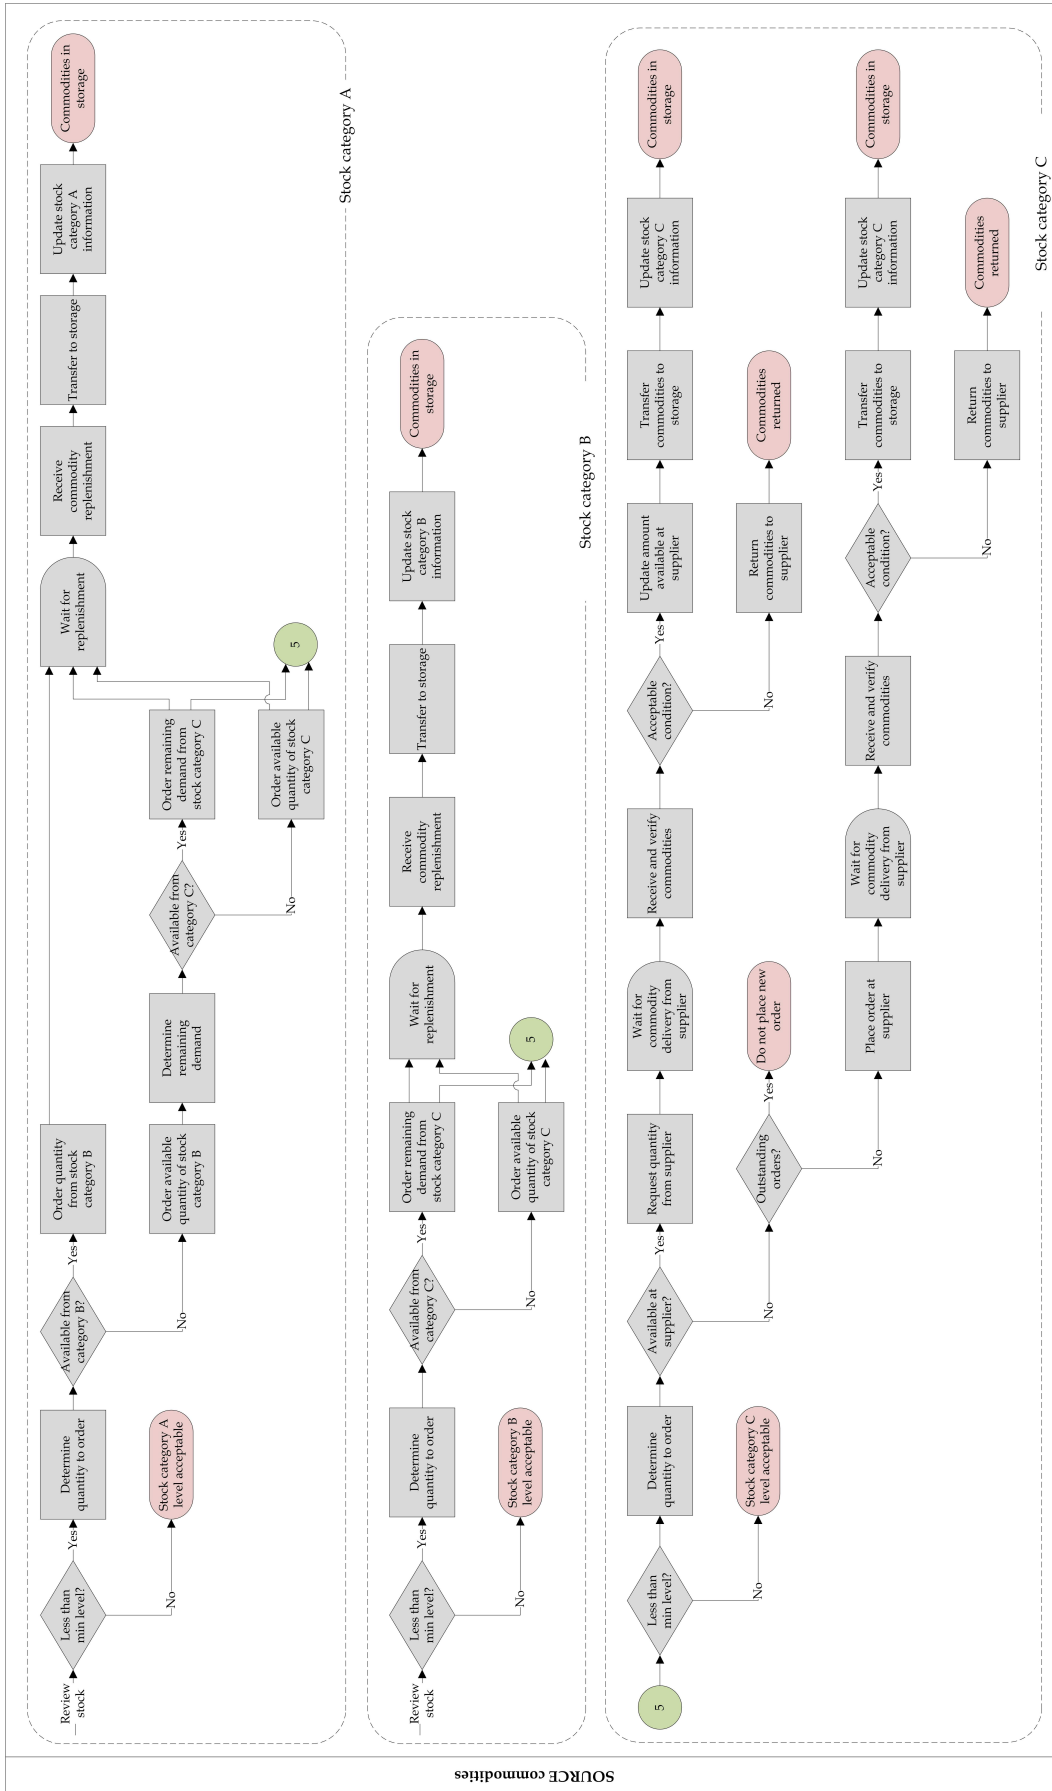 SOURCE commodities
Stock category A
Review
stock
Less than
min level?
Yes
No
Determine
quantity to order
Stock category A
level acceptable
Available from
category B?
Yes
No
Order quantity
from stock
category B
Order available
quantity of stock
category B
Determine
remaining
demand
Available from
category C?
Yes
No
Order remaining
demand from
stock category C
Order available
quantity of stock
category C
5
Wait for
replenishment
Receive
commodity
replenishment
Transfer to storage
Update stock
category A
information
Commodities in
storage
Stock category B
Review
stock
Less than
min level?
Yes
No
Determine
quantity to order
Stock category B
level acceptable
Available from
category C?
Yes
No
Order remaining
demand from
stock category C
Order available
quantity of stock
category C
5
Wait for
replenishment
Receive
commodity
replenishment
Transfer to storage
Update stock
category B
information
Commodities in
storage
Stock category C
5
Less than
min level?
Yes
No
Determine
quantity to order
Stock category C
level acceptable
Available at
supplier?
Yes
No
Request quantity
from supplier
Wait for
commodity
delivery from
supplier
Receive and verify
commodities
Acceptable
condition?
Yes
No
Update amount
available at
supplier
Transfer
commodities to
storage
Update stock
category C
information
Commodities in
storage
Return
commodities to
supplier
Commodities
returned
Outstanding
orders?
Yes
No
Do not place new
order
Place order at
supplier
Wait for
commodity
delivery from
supplier
Receive and verify
commodities
Acceptable
condition?
Yes
No
Transfer
commodities to
storage
Update stock
category C
information
Commodities in
storage
Return
commodities to
supplier
Commodities
returned